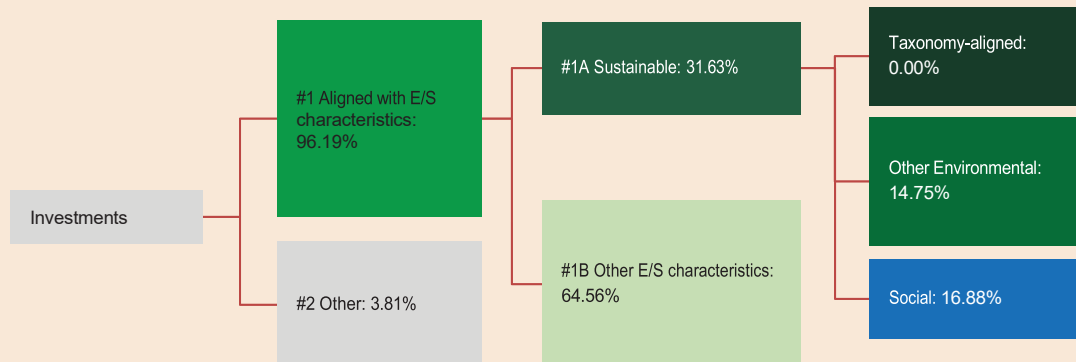 Investments
#1 Aligned with E/S
characteristics:
96.19%
#2 Other: 3.81%
#1A Sustainable: 31.63%
#1B Other E/S characteristics:
64.56%
Taxonomy-aligned:
0.00%
Other Environmental:
14.75%
Social: 16.88%